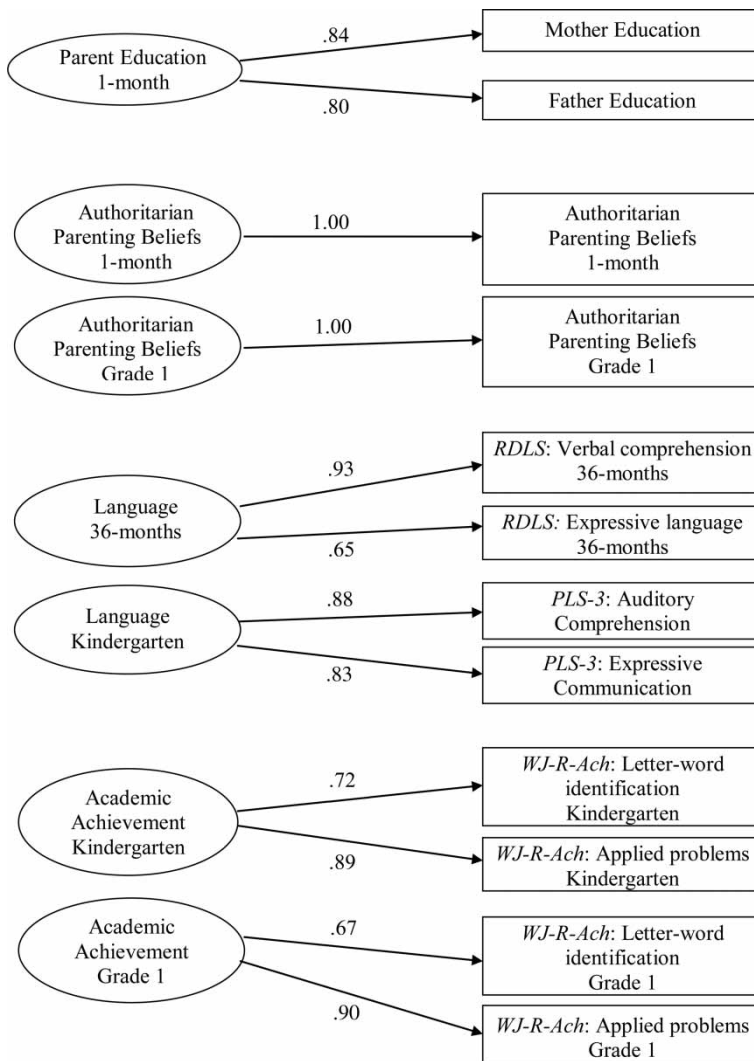 Parent Education
1-month
.84
.80
Mother Education
Father Education
Authoritarian
Parenting Beliefs
1-month
1.00
Authoritarian
Parenting Beliefs
1-month
Authoritarian
Parenting Beliefs
Grade 1
1.00
Authoritarian
Parenting Beliefs
Grade 1
Language
36-months
.93
.65
RDLS: Verbal comprehension
36-months
RDLS: Expressive language
36-months
Language
Kindergarten
.88
.83
PLS-3: Auditory
Comprehension
PLS-3: Expressive
Communication
Academic
Achievement
Kindergarten
.72
.89
WJ-R-Ach: Letter-word
identification
Kindergarten
WJ-R-Ach: Applied problems
Kindergarten
Academic
Achievement
Grade 1
.67
.90
WJ-R-Ach: Letter-word
identification
Grade 1
WJ-R-Ach: Applied problems
Grade 1